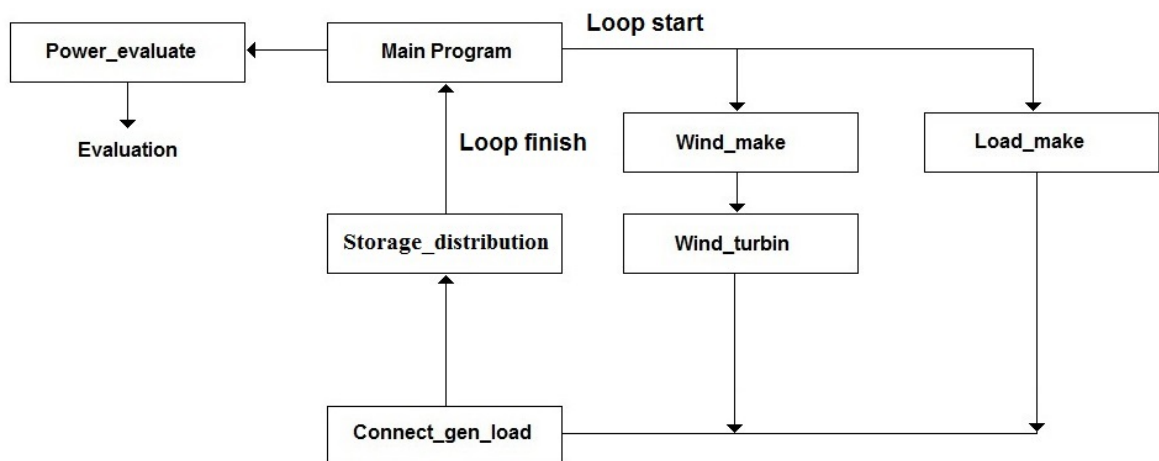 Loop start
Power_evaluate
Main Program
Evaluation
Loop finish
Wind_make
Load_make
Storage_distribution
Wind_turbin
Connect_gen_load